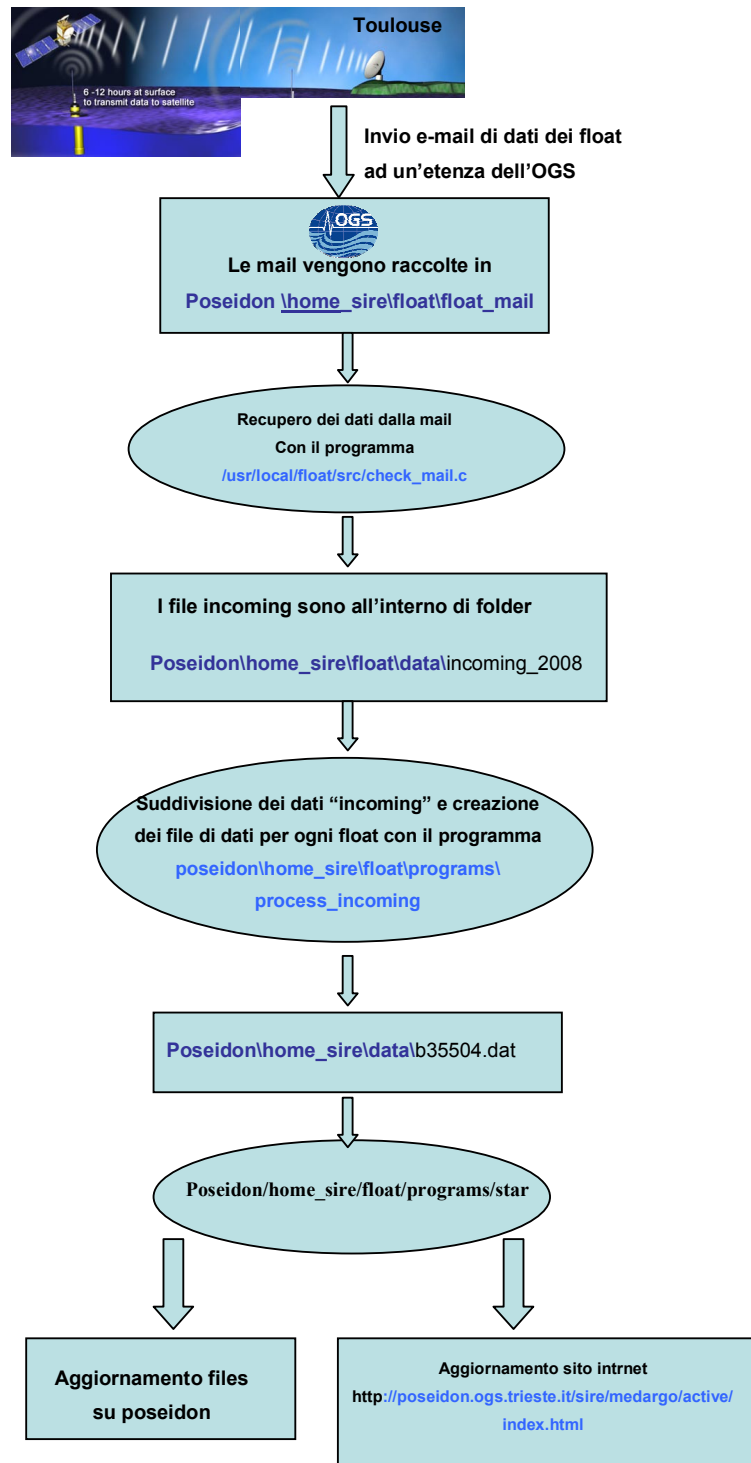 Toulouse
6 -12 hours at surface
to transmit data to satellite
Invio e-mail di dati dei float
ad un'etenza dell'OGS
OGS
Le mail vengono raccolte in
Poseidon \home_sire\float\float_mail
Recupero dei dati dalla mail
Con il programma
/usr/local/float/src/check_mail.c
I file incoming sono all'interno di folder
Poseidon\home_sire\float\data\incoming_2008
Suddivisione dei dati “incoming” e creazione
dei file di dati per ogni float con il programma
poseidon\home_sire\float\programs\
process_incoming
Poseidon\home_sire\data\b35504.dat
Poseidon/home_sire/float/programs/star
Aggiornamento files
su poseidon
Aggiornamento sito intrnet
http://poseidon.ogs.trieste.it/sire/medargo/active/
index.html